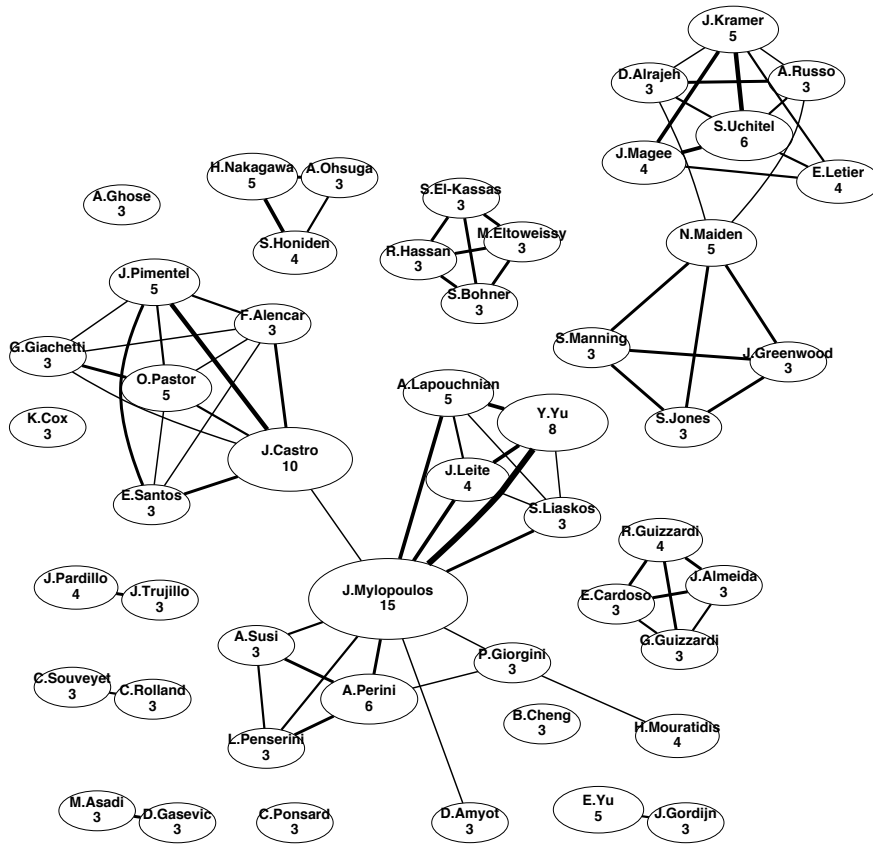 J.Kramer
5
D.Alrajeh
3
A.Russo
3
S.Uchitel
6
J.Magee
4
E.Letier
4
H.Nakagawa
5
A.Ohsuga
3
A.Ghose
3
S.El-Kassas
3
S.Honiden
4
R.Hassan
3
M.Eltoweissy
3
N.Maiden
5
S.Bohner
3
J.Pimentel
5
F.Alencar
3
G.Giachetti
3
O.Pastor
5
S.Manning
3
J.Greenwood
3
K.Cox
3
A.Lapouchnian
5
Y.Yu
8
S.Jones
3
J.Castro
10
J.Leite
4
E.Santos
3
S.Liaskos
3
R.Guizzardi
4
J.Pardillo
4
J.Trujillo
3
J.Mylopoulos
15
E.Cardoso
3
J.Almeida
3
A.Susi
3
G.Guizzardi
3
P.Giorgini
3
C.Souveyet
3
C.Rolland
3
A.Perini
6
B.Cheng
3
L.Penserini
3
H.Mouratidis
4
M.Asadi
3
D.Gasevic
3
C.Ponsard
3
D.Amyot
3
E.Yu
5
J.Gordijn
3